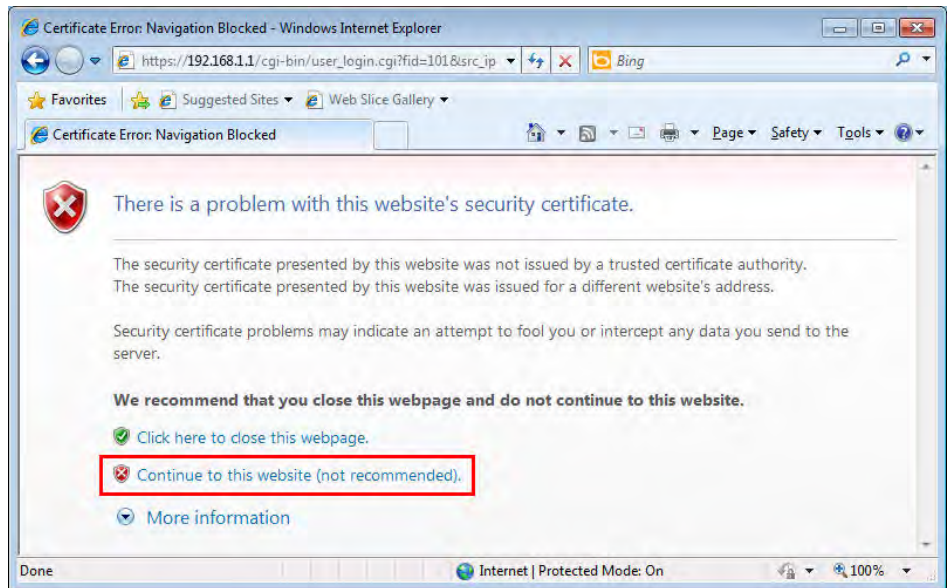 Certificate Error: Navigation Blocked - Windows Internet Explorer
https://192.168.1.1/cgi-bin/user_login.cgi?fid=101&src_ip
Bing
Favorites Suggested Sites Web Slice Gallery
Certificate Error: Navigation Blocked Page Safety Tools
There is a problem with this website's security certificate.
The security certificate presented by this website was not issued by a trusted certificate authority.
The security certificate presented by this website was issued for a different website's address.
Security certificate problems may indicate an attempt to fool you or intercept any data you send to the
server.
We recommend that you close this webpage and do not continue to this website.
Click here to close this webpage.
Continue to this website (not recommended).
More information
Done Internet | Protected Mode: On 100%